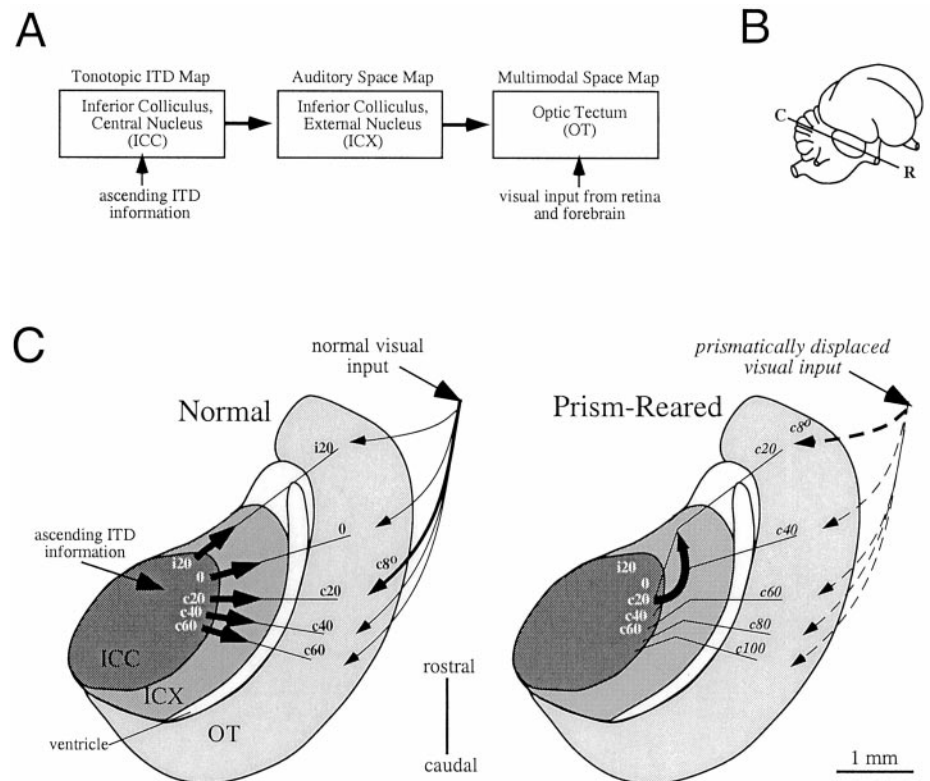 A
B
Tonotopic ITD Map
Auditory Space Map
Multimodal Space Map
Inferior Colliculus,
Central Nucleus
(ICC)
Inferior Colliculus,
External Nucleus
(ICX)
Optic Tectum
(OT)
ascending ITD
information
visual input from retina
and forebrain
C
R
C
normal visual
input
Normal
i20
0
c8⁰
c20
c40
c60
ascending ITD
information
i20
0
c20
c40
c60
ICC
ICX
OT
ventricle
rostral
caudal
prismatically displaced
visual input
Prism-Reared
c8⁰
c20
c40
c60
c80
c100
i20
0
c20
c40
c60
1 mm